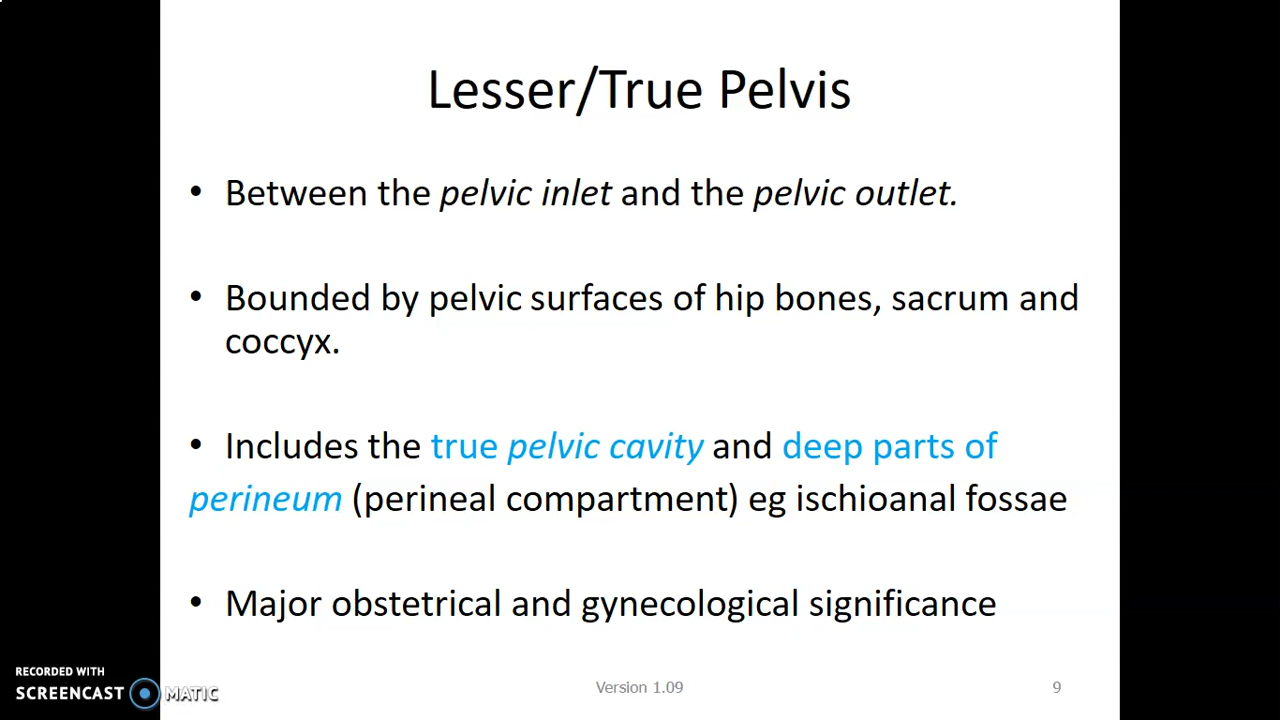 Lesser/True Pelvis
• Between the pelvic inlet and the pelvic outlet.
• Bounded by pelvic surfaces of hip bones, sacrum and
coccyx.
• Includes the true pelvic cavity and deep parts of
perineum (perineal compartment) eg ischioanal fossae
• Major obstetrical and gynecological significance
RECORDED WITH
SCREENCAST MATIC
Version 1.09
9